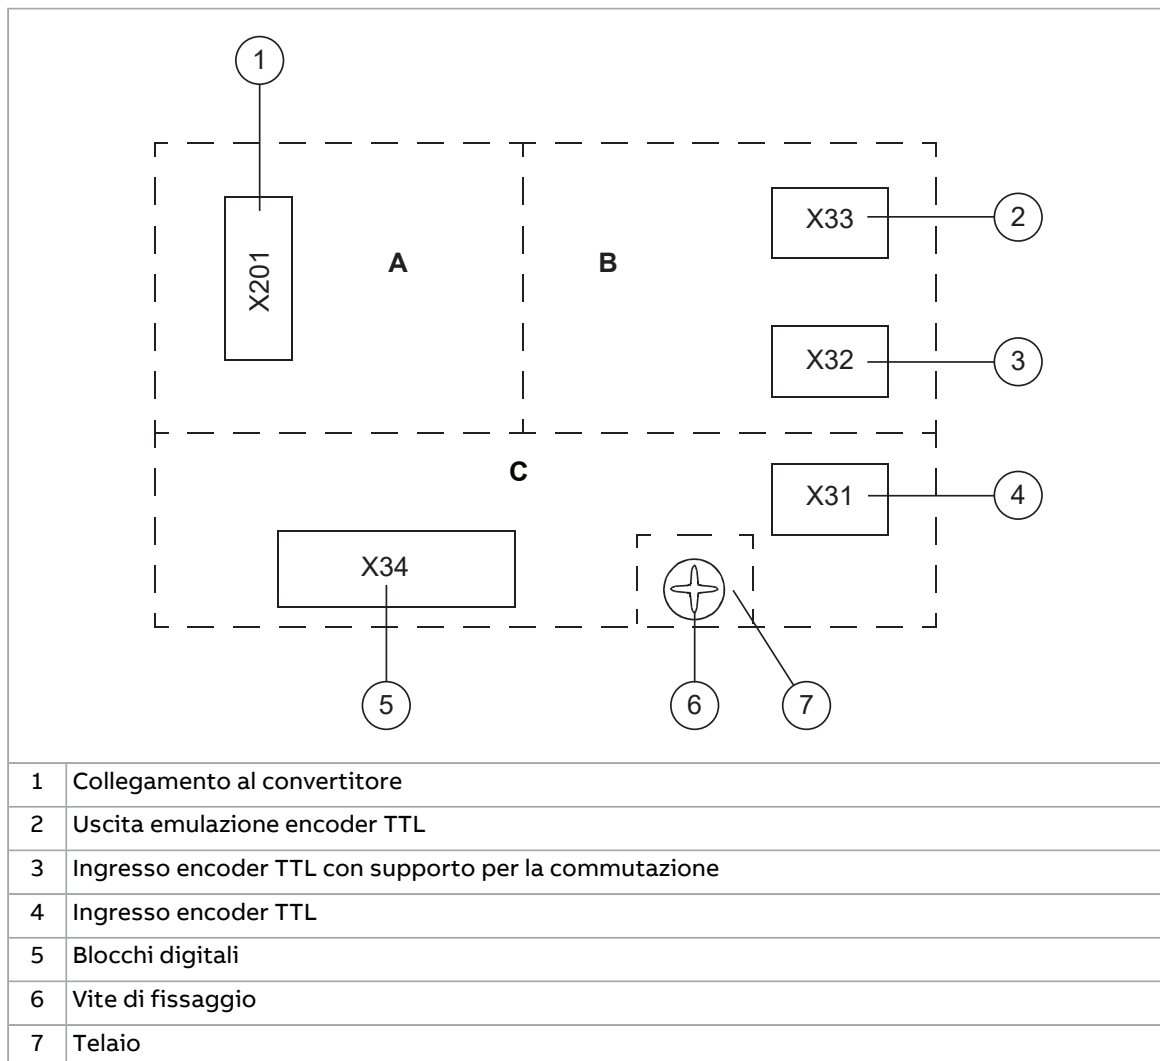 1
X33
2
X201
A
B
X32
3
C
X31
4
X34
5
6
7
1 Collegamento al convertitore
2 Uscita emulazione encoder TTL
3 Ingresso encoder TTL con supporto per la commutazione
4 Ingresso encoder TTL
5 Blocchi digitali
6 Vite di fissaggio
7 Telaio